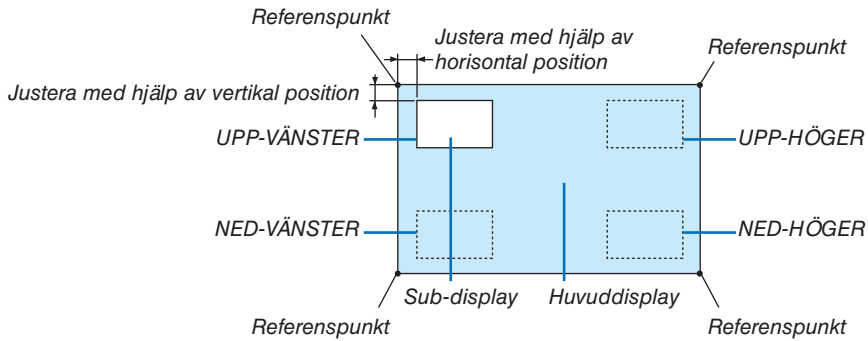 Referenspunkt
Justera med hjälp av
horisontal position
Referenspunkt
Justera med hjälp av vertikal position
UPP-VÄNSTER
UPP-HÖGER
NED-VÄNSTER
NED-HÖGER
Sub-display
Huvuddisplay
Referenspunkt
Referenspunkt